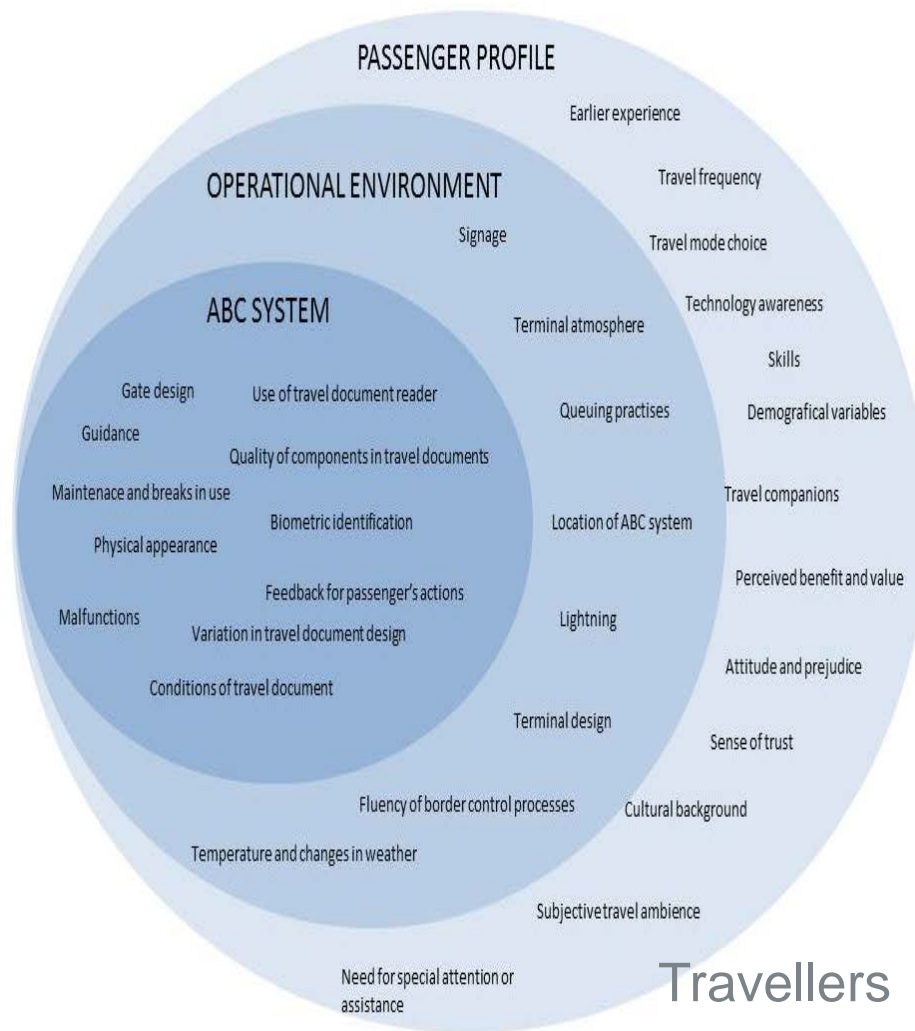 PASSENGER PROFILE
Earlier experience
Travel frequency
OPERATIONAL ENVIRONMENT
Signage
Travel mode choice
ABC SYSTEM
Technology awareness
Terminal atmosphere
Skills
Gate design
Use of travel document reader
Queuing practises
Demografical variables
Guidance
Quality of components in travel documents
Maintenace and breaks in use
Travel companions
Biometric identification
Location of ABC system
Physical appearance
Perceived benefit and value
Feedback for passenger's actions
Malfunctions
Lightning
Variation in travel document design
Attitude and prejudice
Conditions of travel document
Terminal design
Sense of trust
Fluency of border control processes
Cultural background
Temperature and changes in weather
Subjective travel ambience
Need for special attention or
assistance
Travellers